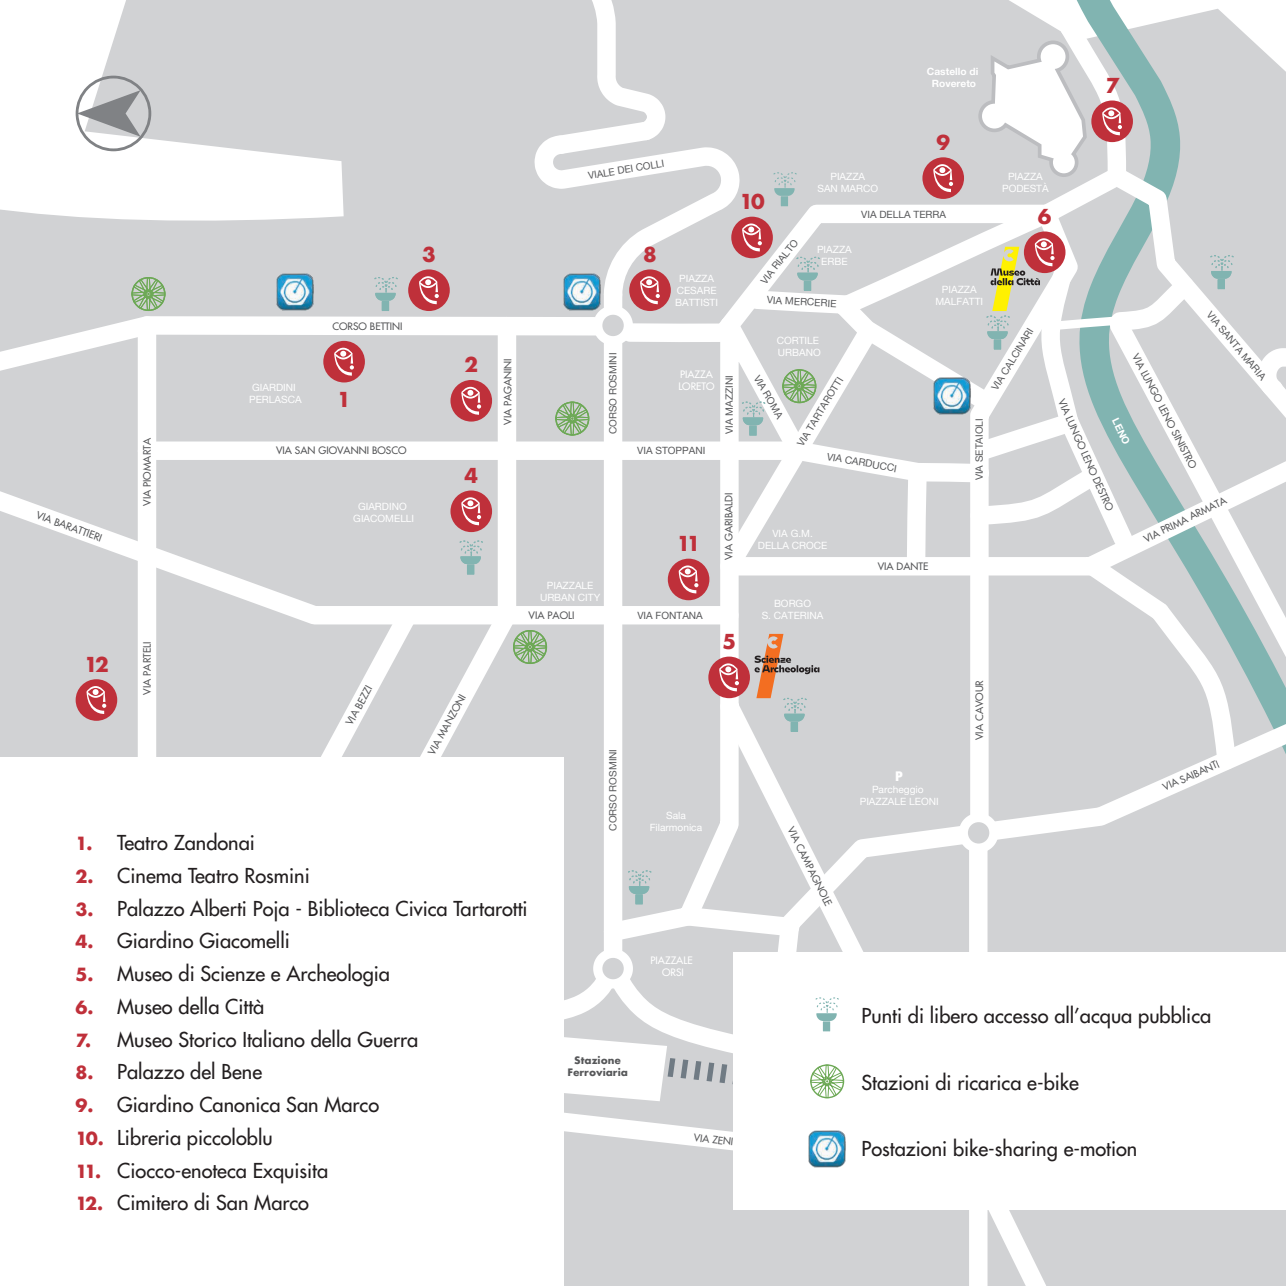 Castello di
Rovereto
7
9
VIALE DEI COLLI
PIAZZA
SAN MARCO
PIAZZA
PODESTÀ
10
VIA DELLA TERRA
6
3
8
VIA RIALTO
PIAZZA
ERBE
3
Museo
della Città
PIAZZA
CESARE
BATTISTI
PIAZZA
MALFATTI
VIA MERCERIE
CORSO BETTINI
VIA SANTA MARIA
VIA CALCINARI
CORTILE
URBANO
2
VIA PAGANINI
CORSO ROSMINI
PIAZZA
LORETO
VIA MAZZINI
VIA ROMA
VIA TARTAROTTI
GIARDINI
PERLASCA
1
VIA LUNGO LENO SINISTRO
VIA LUNGO LENO DESTRO
LENO
VIA SETAIOLI
VIA PIOMARTA
VIA SAN GIOVANNI BOSCO
VIA STOPPANI
VIA CARDUCCI
4
GIARDINO
GIACOMELLI
VIA BARATTIERI
VIA GARIBALDI
VIA PRIMA ARMATA
11
VIA G.M.
DELLA CROCE
VIA DANTE
PIAZZALE
URBAN CITY
VIA PAOLI
VIA FONTANA
BORGO
S. CATERINA
5
3
Scienze
e Archeologia
12
VIA PARTELI
VIA BEZZI
VIA MANZONI
VIA CAVOUR
CORSO ROSMINI
P
Parcheggio
PIAZZALE LEONI
VIA SAIBANTI
Sala
Filarmonica
VIA CAMPAGNOLE
PIAZZALE
ORSI
Stazione
Ferroviaria
VIA ZENI
1. Teatro Zandonai
2. Cinema Teatro Rosmini
3. Palazzo Alberti Poja - Biblioteca Civica Tartarotti
4. Giardino Giacomelli
5. Museo di Scienze e Archeologia
6. Museo della Città
7. Museo Storico Italiano della Guerra
8. Palazzo del Bene
9. Giardino Canonica San Marco
10. Libreria piccoloblu
11. Ciocco-enoteca Exquisita
12. Cimitero di San Marco
Punti di libero accesso all'acqua pubblica
Stazioni di ricarica e-bike
Postazioni bike-sharing e-motion